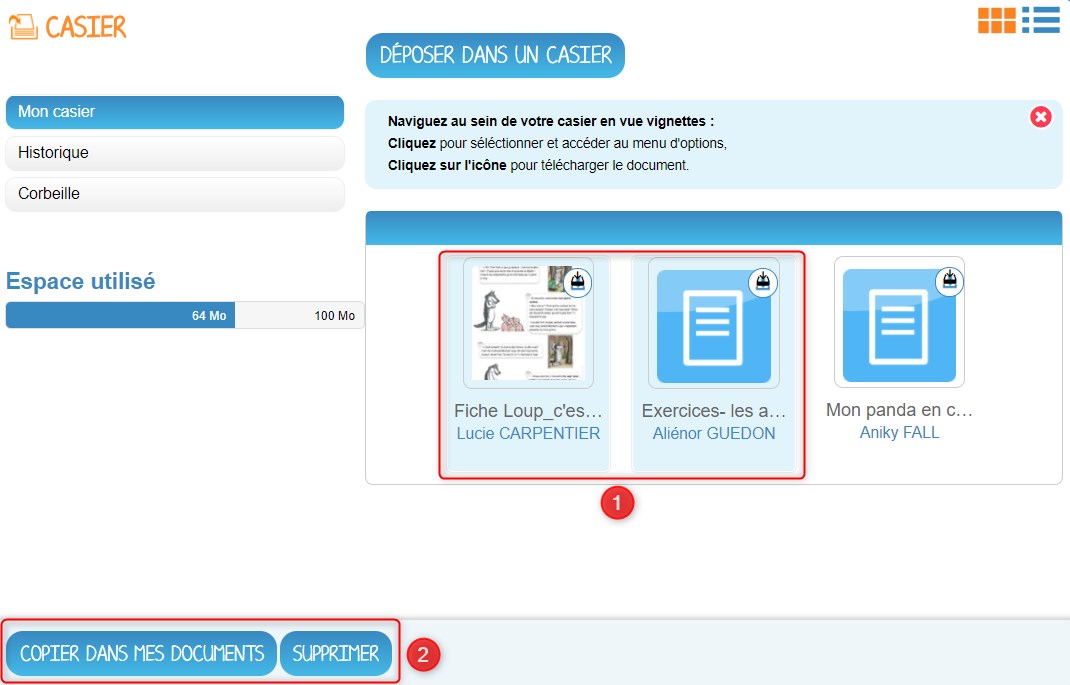 CASIER
DÉPOSER DANS UN CASIER
Mon casier
Historique
Corbeille
Espace utilisé
64 Mo
100 Mo
Naviguez au sein de votre casier en vue vignettes :
Cliquez pour séléctionner et accéder au menu d'options,
Cliquez sur l'icône pour télécharger le document.
Fiche Loup_c'es...
Lucie CARPENTIER
Exercices- les a...
Aliénor GUEDON
Mon panda en c...
Aniky FALL
1
COPIER DANS MES DOCUMENTS
SUPPRIMER
2